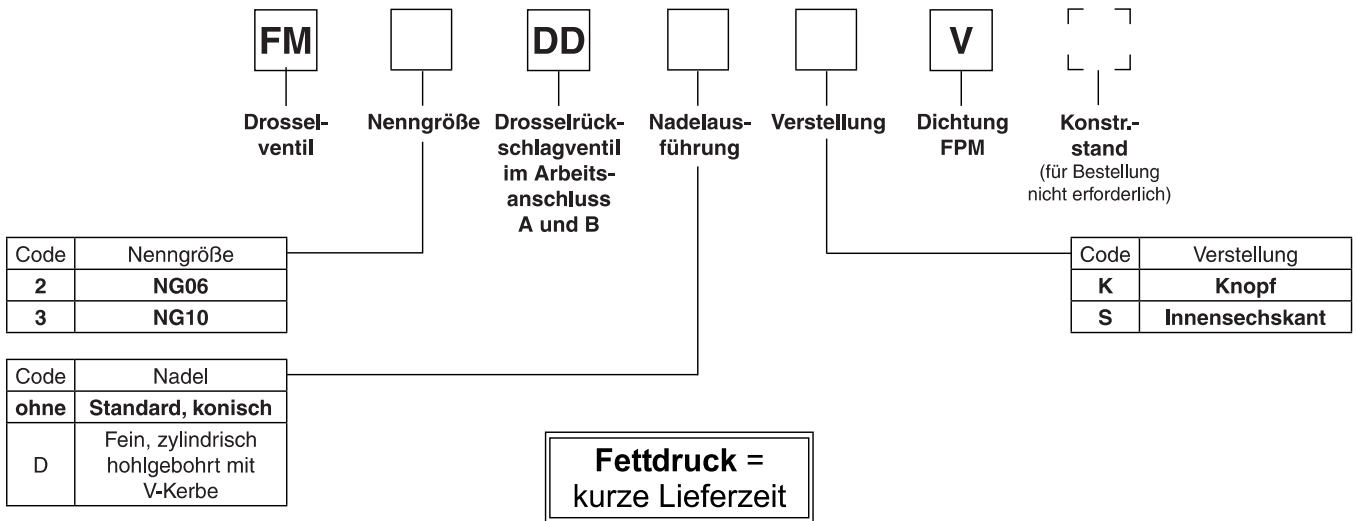 FM DD V
Drossel-
ventil
Nenngröße
Drosselrück-
schlagventil
im Arbeits-
anschluss
A und B
Nadelaus-
führung
Verstellung
Dichtung
FPM
Konstr.-
stand
(für Bestellung
nicht erforderlich)
Code Nenngröße
2 NG06
3 NG10
Code Verstellung
K Knopf
S Innensechskant
Code Nadel
ohne Standard, konisch
D Fein, zylindrisch
hohlgebohrt mit
V-Kerbe
Fettdruck =
kurze Lieferzeit